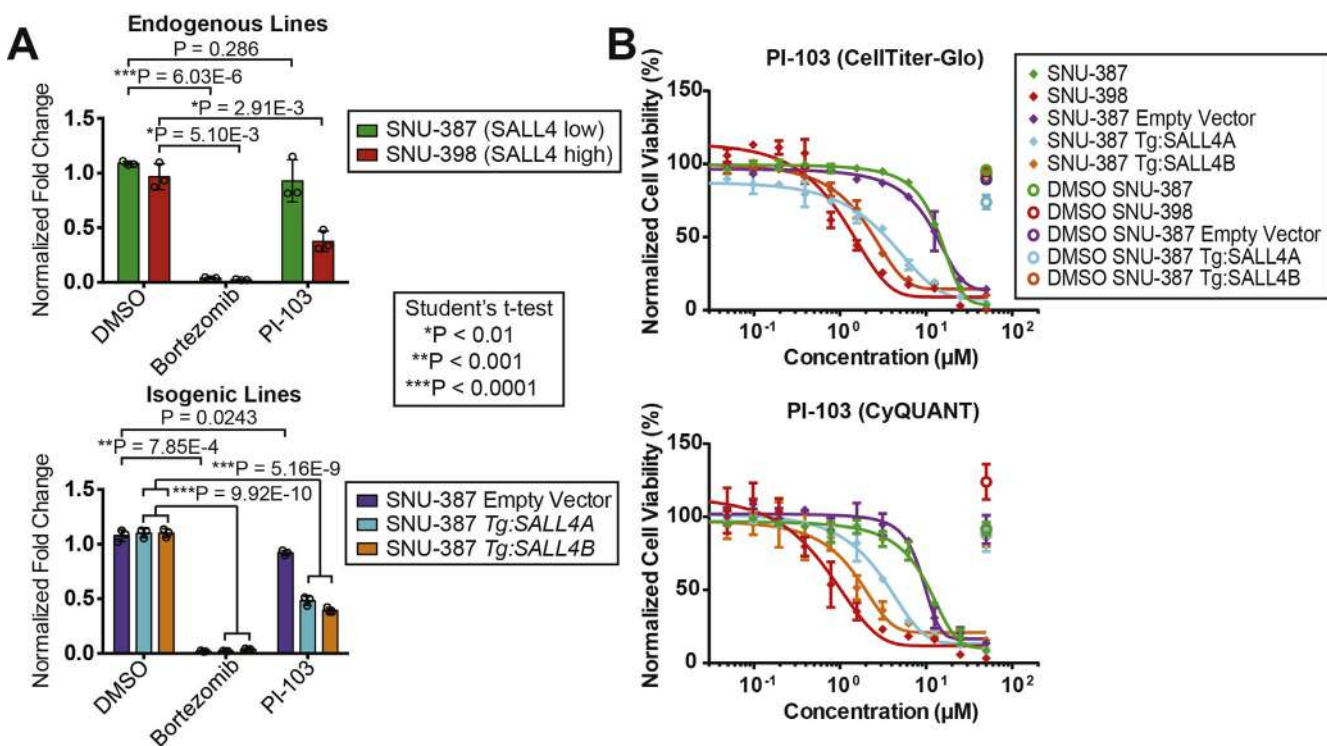 A
Endogenous Lines
P = 0.286
***P = 6.03E-6
*P = 2.91E-3
*P = 5.10E-3
Normalized Fold Change
1.5
1.0
0.5
0.0
DMSO
Bortezomib
PI-103
SNU-387 (SALL4 low)
SNU-398 (SALL4 high)
Student's t-test
*P < 0.01
**P < 0.001
***P < 0.0001
Isogenic Lines
P = 0.0243
**P = 7.85E-4
***P = 5.16E-9
***P = 9.92E-10
Normalized Fold Change
1.5
1.0
0.5
0.0
DMSO
Bortezomib
PI-103
SNU-387 Empty Vector
SNU-387 Tg:SALL4A
SNU-387 Tg:SALL4B
B
PI-103 (CellTiter-Glo)
Normalized Cell Viability (%)
150
100
50
0
10-1 100 101 102
Concentration (µM)
SNU-387
SNU-398
SNU-387 Empty Vector
SNU-387 Tg:SALL4A
SNU-387 Tg:SALL4B
DMSO SNU-387
DMSO SNU-398
DMSO SNU-387 Empty Vector
DMSO SNU-387 Tg:SALL4A
DMSO SNU-387 Tg:SALL4B
PI-103 (CyQUANT)
Normalized Cell Viability (%)
150
100
50
0
10-1 100 101 102
Concentration (µM)